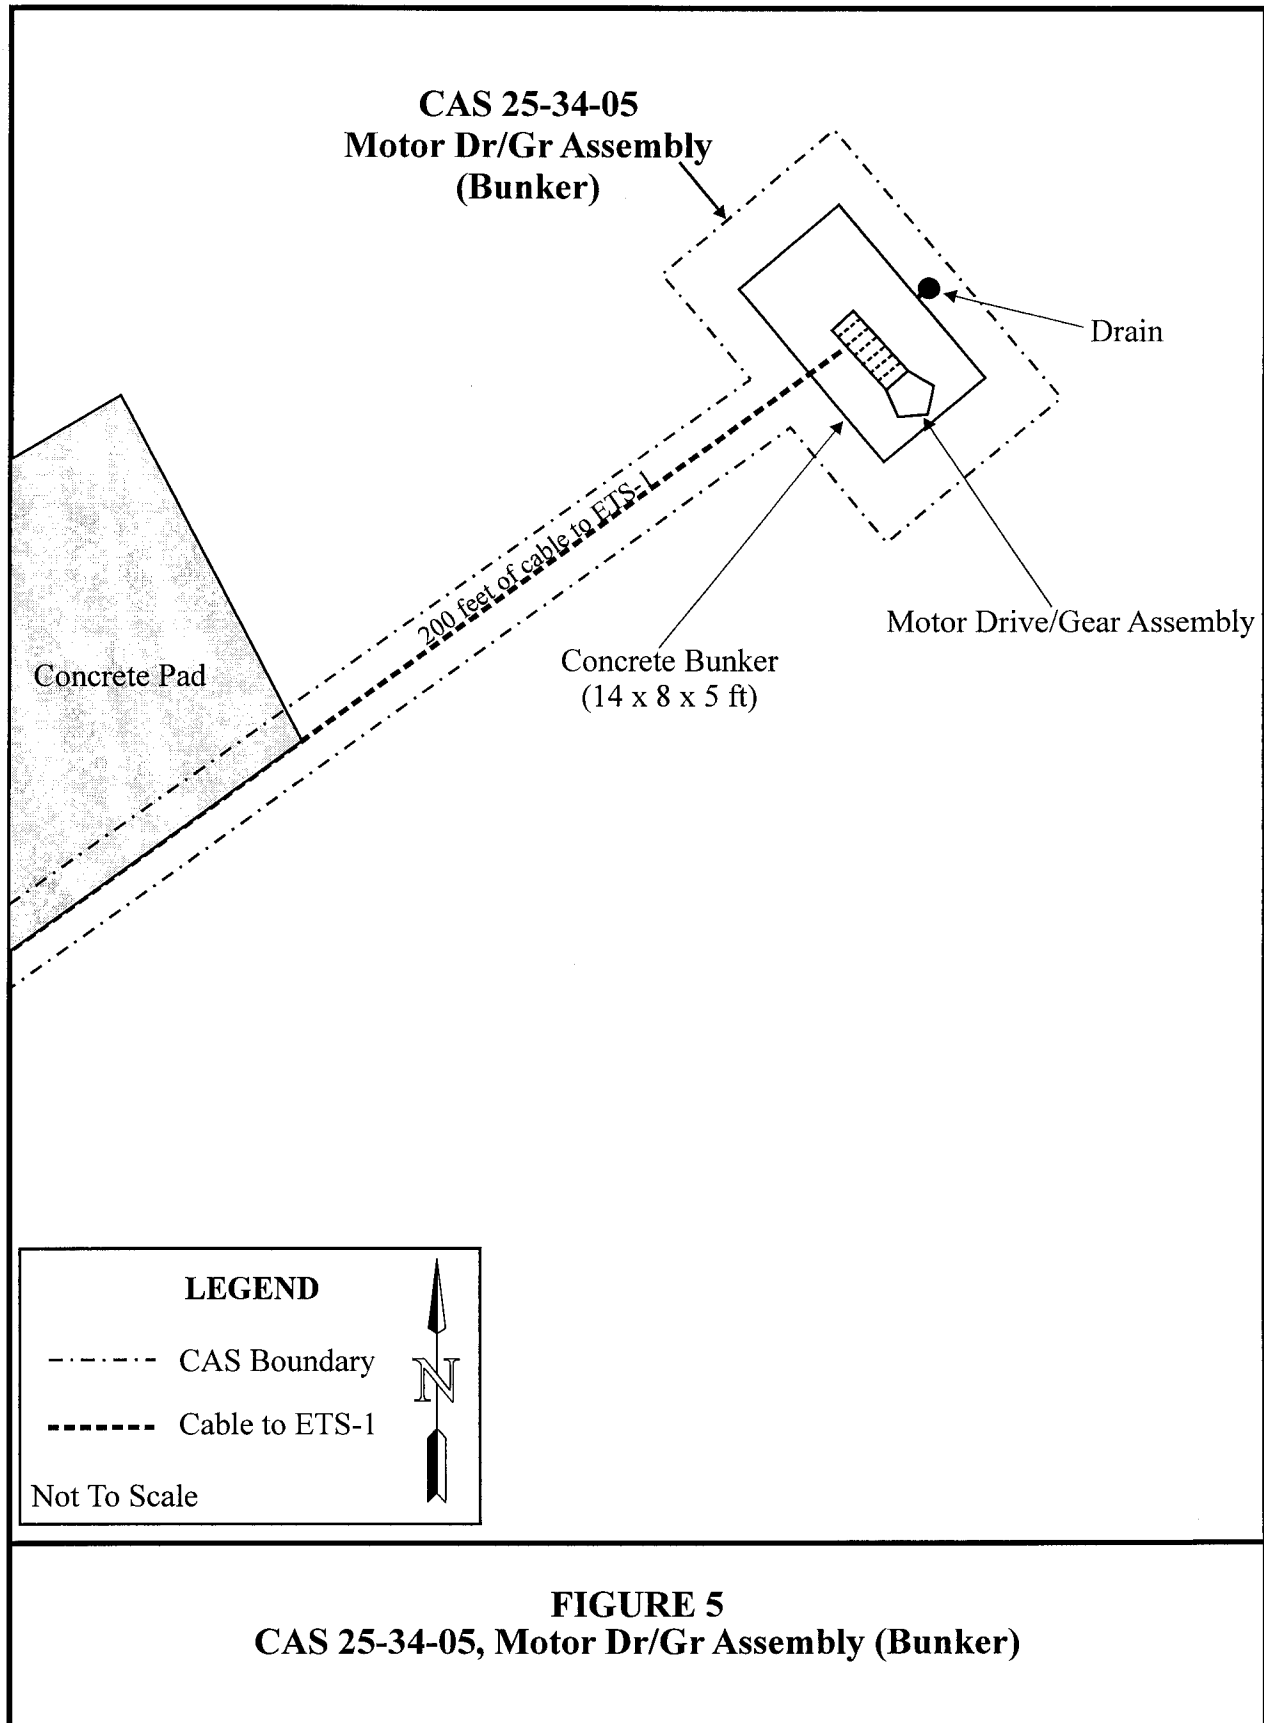 CAS 25-34-05
Motor Dr/Gr Assembly
(Bunker)
Drain
200 feet of cable to ETS-1
Motor Drive/Gear Assembly
Concrete Bunker
(14 x 8 x 5 ft)
Concrete Pad
LEGEND
CAS Boundary
N
Cable to ETS-1
Not To Scale
FIGURE 5
CAS 25-34-05, Motor Dr/Gr Assembly (Bunker)